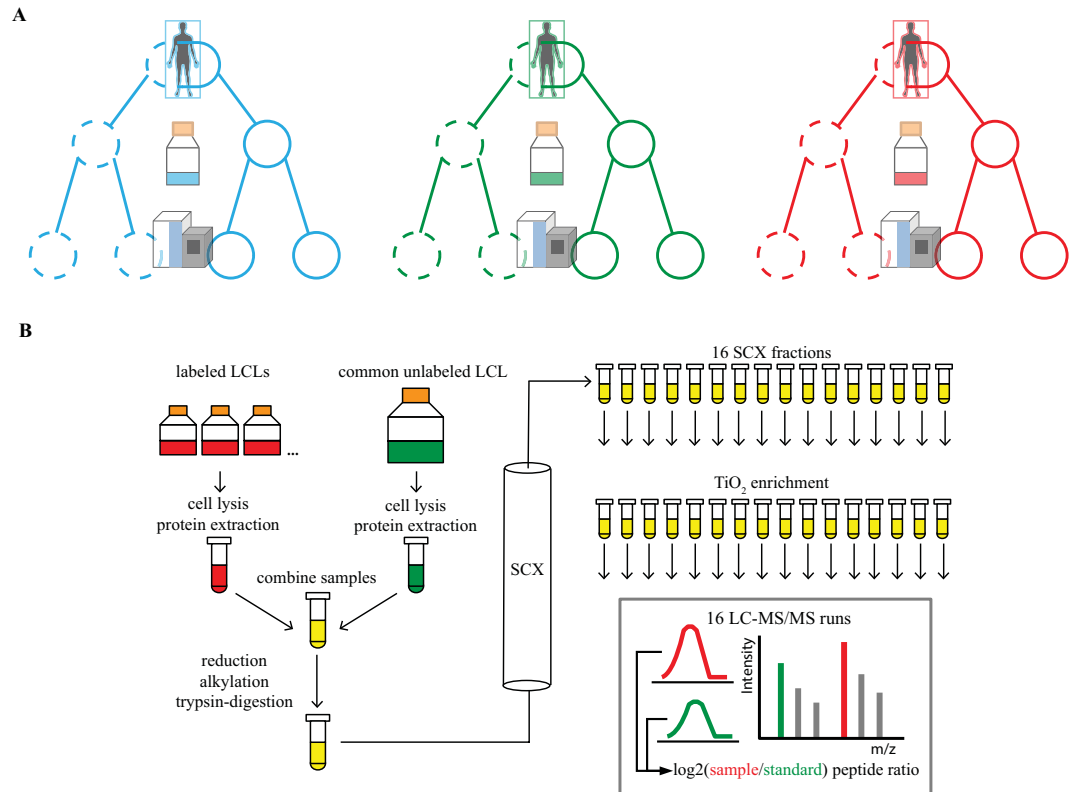 A
B
labeled LCLs
common unlabeled LCL
...
cell lysis
protein extraction
cell lysis
protein extraction
combine samples
reduction
alkylation
trypsin-digestion
SCX
16 SCX fractions
TiO₂ enrichment
16 LC-MS/MS runs
Intensity
m/z
log2(sample/standard) peptide ratio